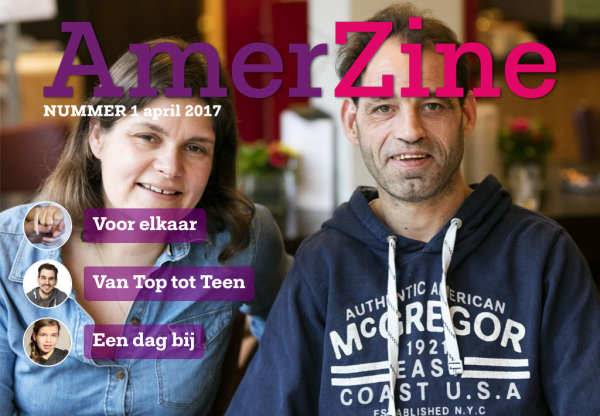 AmerZine
NUMMER 1 april 2017
Voor elkaar
Van Top tot Teen
Een dag bij
AUTHENTIC AMERICAN
McGREGOR
1921
EAST
COAST U.S.A
ESTABLISHED N.Y.C